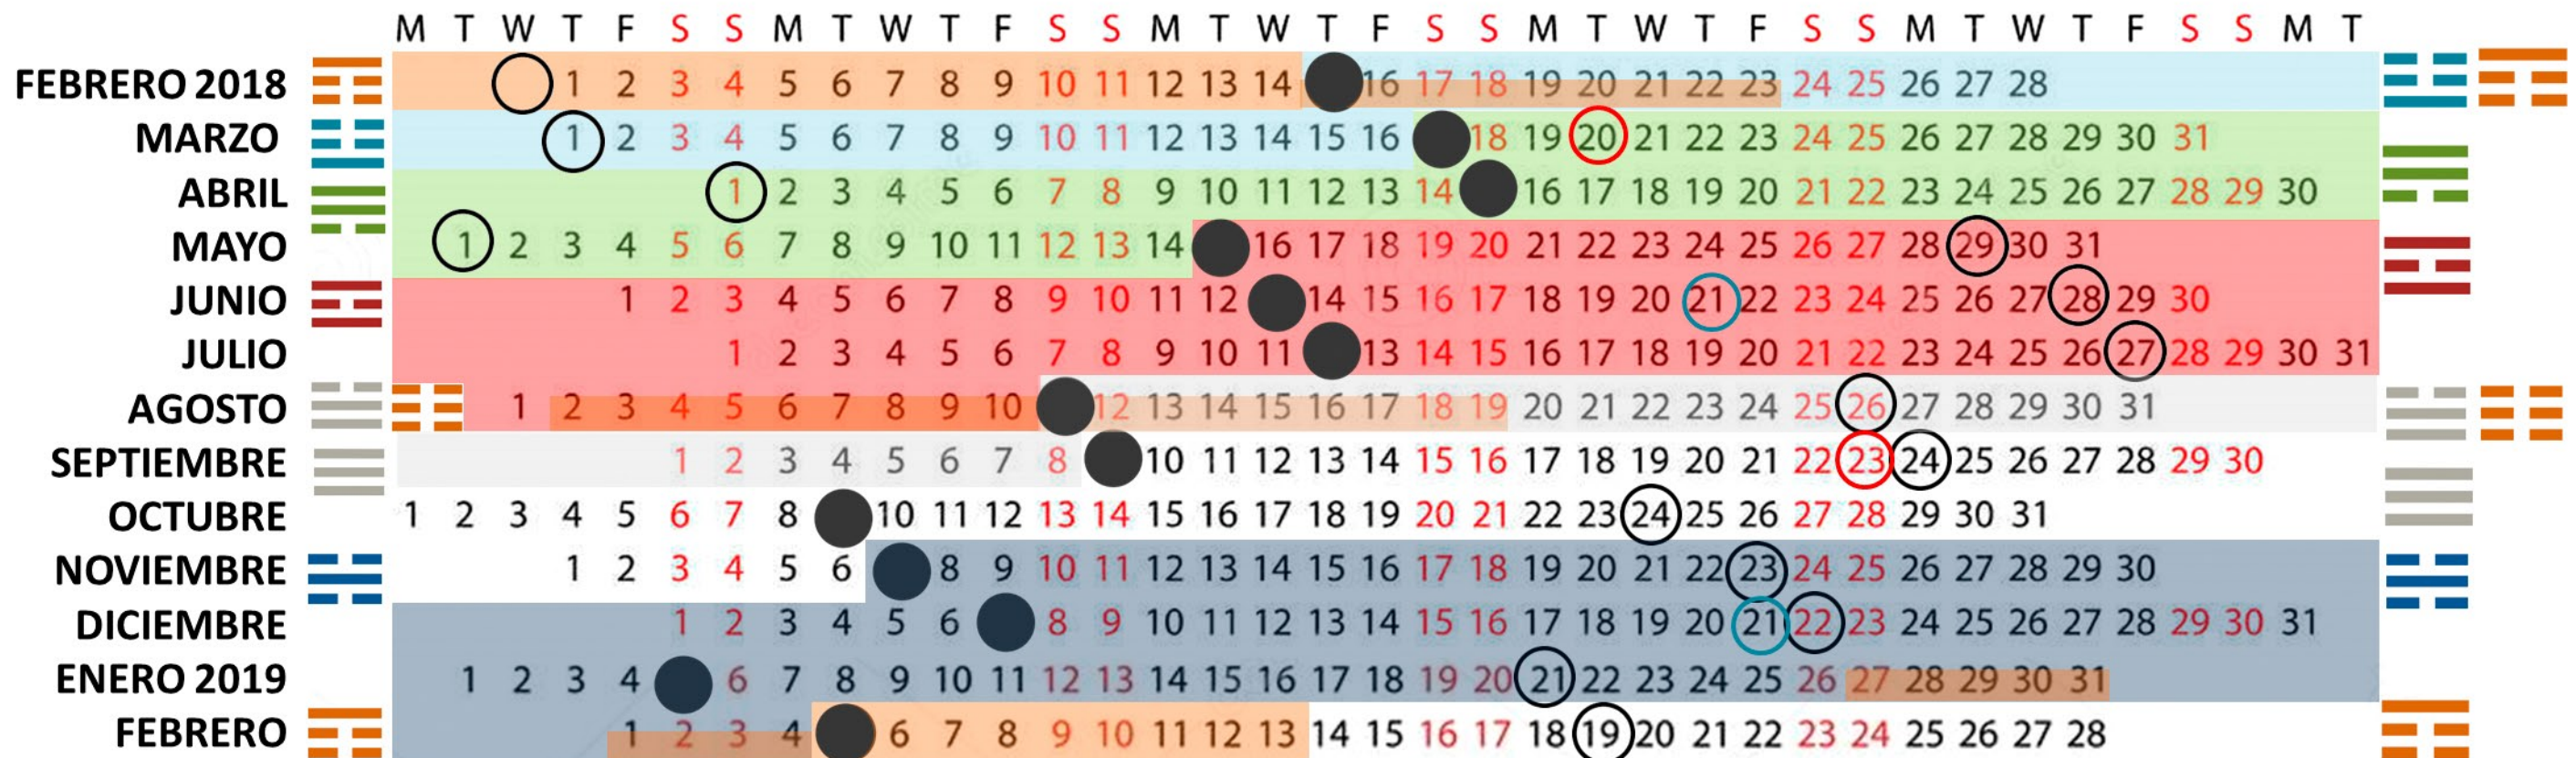 M T W T F S S M T W T F S S M T W T F S S M T W T F S S M T W T F S S M T
FEBRERO 2018 1 2 3 4 5 6 7 8 9 10 11 12 13 14 16 17 18 19 20 21 22 23 24 25 26 27 28
MARZO 1 2 3 4 5 6 7 8 9 10 11 12 13 14 15 16 18 19 20 21 22 23 24 25 26 27 28 29 30 31
ABRIL 1 2 3 4 5 6 7 8 9 10 11 12 13 14 16 17 18 19 20 21 22 23 24 25 26 27 28 29 30
MAYO 1 2 3 4 5 6 7 8 9 10 11 12 13 14 16 17 18 19 20 21 22 23 24 25 26 27 28 29 30 31
JUNIO 1 2 3 4 5 6 7 8 9 10 11 12 14 15 16 17 18 19 20 21 22 23 24 25 26 27 28 29 30
JULIO 1 2 3 4 5 6 7 8 9 10 11 13 14 15 16 17 18 19 20 21 22 23 24 25 26 27 28 29 30 31
AGOSTO 1 2 3 4 5 6 7 8 9 10 12 13 14 15 16 17 18 19 20 21 22 23 24 25 26 27 28 29 30 31
SEPTIEMBRE 1 2 3 4 5 6 7 8 10 11 12 13 14 15 16 17 18 19 20 21 22 23 24 25 26 27 28 29 30
OCTUBRE 1 2 3 4 5 6 7 8 10 11 12 13 14 15 16 17 18 19 20 21 22 23 24 25 26 27 28 29 30 31
NOVIEMBRE 1 2 3 4 5 6 8 9 10 11 12 13 14 15 16 17 18 19 20 21 22 23 24 25 26 27 28 29 30
DICIEMBRE 1 2 3 4 5 6 8 9 10 11 12 13 14 15 16 17 18 19 20 21 22 23 24 25 26 27 28 29 30 31
ENERO 2019 1 2 3 4 6 7 8 9 10 11 12 13 14 15 16 17 18 19 20 21 22 23 24 25 26 27 28 29 30 31
FEBRERO 1 2 3 4 6 7 8 9 10 11 12 13 14 15 16 17 18 19 20 21 22 23 24 25 26 27 28